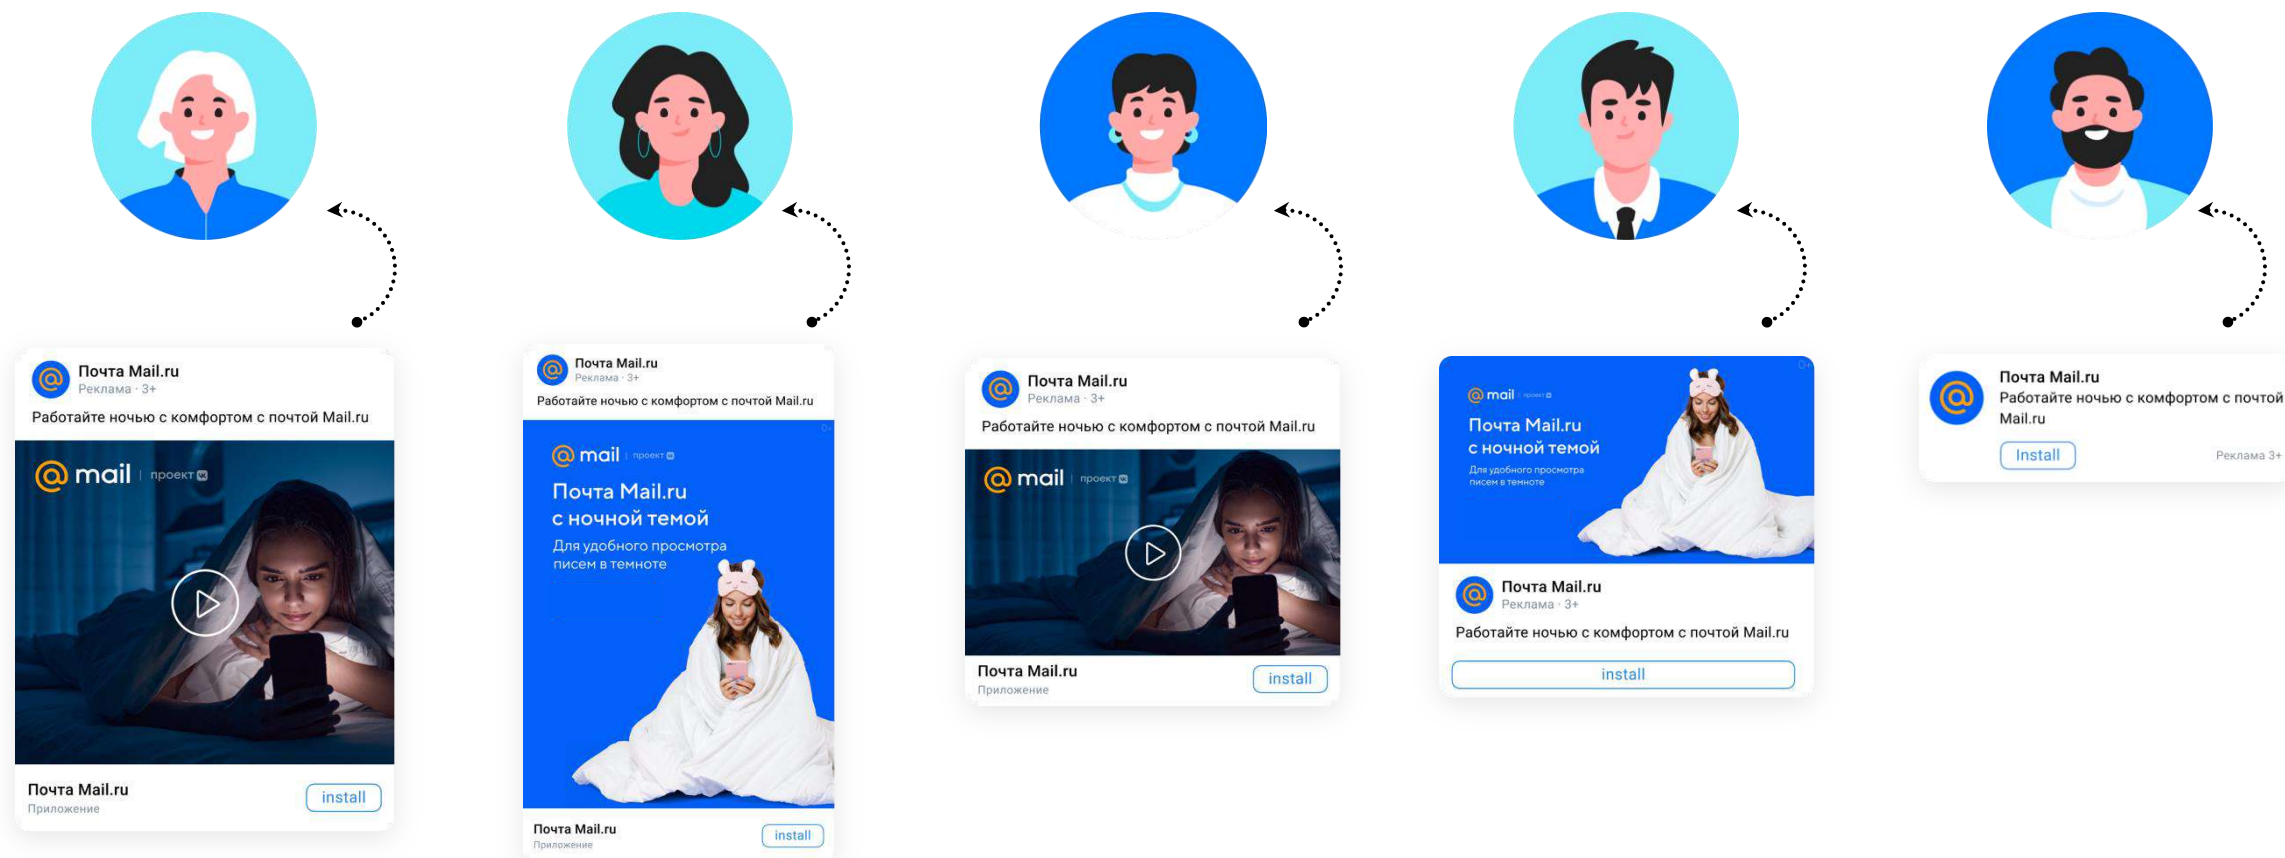 Почта Mail.ru
Реклама · 3+
Работайте ночью с комфортом с почтой Mail.ru
@mail | проект
Почта Mail.ru
Приложение
install
Почта Mail.ru
Реклама · 3+
Работайте ночью с комфортом с почтой Mail.ru
0+
@mail | проект
Почта Mail.ru
с ночной темой
Для удобного просмотра
писем в темноте
Почта Mail.ru
Приложение
install
Почта Mail.ru
Реклама · 3+
Работайте ночью с комфортом с почтой Mail.ru
@mail | проект
Почта Mail.ru
Приложение
install
0+
@mail | проект
Почта Mail.ru
с ночной темой
Для удобного просмотра
писем в темноте
Почта Mail.ru
Реклама · 3+
Работайте ночью с комфортом с почтой Mail.ru
install
Почта Mail.ru
Работайте ночью с комфортом с почтой
Mail.ru
Install
Реклама 3+